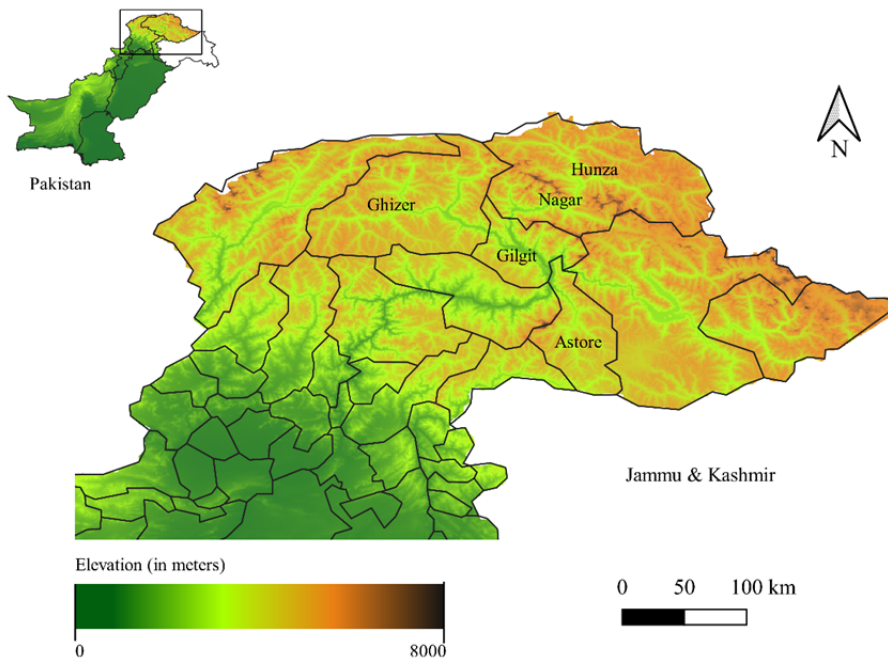 Pakistan
N
Hunza
Nagar
Ghizer
Gilgit
Astore
Jammu & Kashmir
Elevation (in meters)
0 8000
0 50 100 km